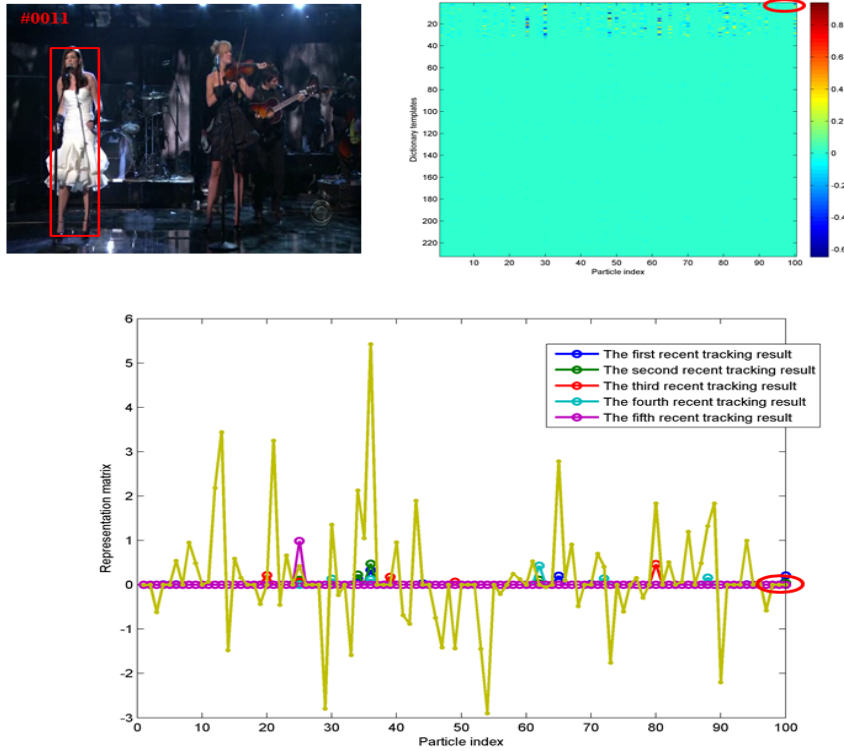 #0011
20
40
60
80
100
120
140
160
180
200
220
Dictionary templates
10 20 30 40 50 60 70 80 90 100
Particle index
0.8
0.6
0.4
0.2
0
-0.2
-0.4
-0.6
6
5
4
3
2
1
0
-1
-2
-3
Representation matrix
The first recent tracking result
The second recent tracking result
The third recent tracking result
The fourth recent tracking result
The fifth recent tracking result
0 10 20 30 40 50 60 70 80 90 100
Particle index